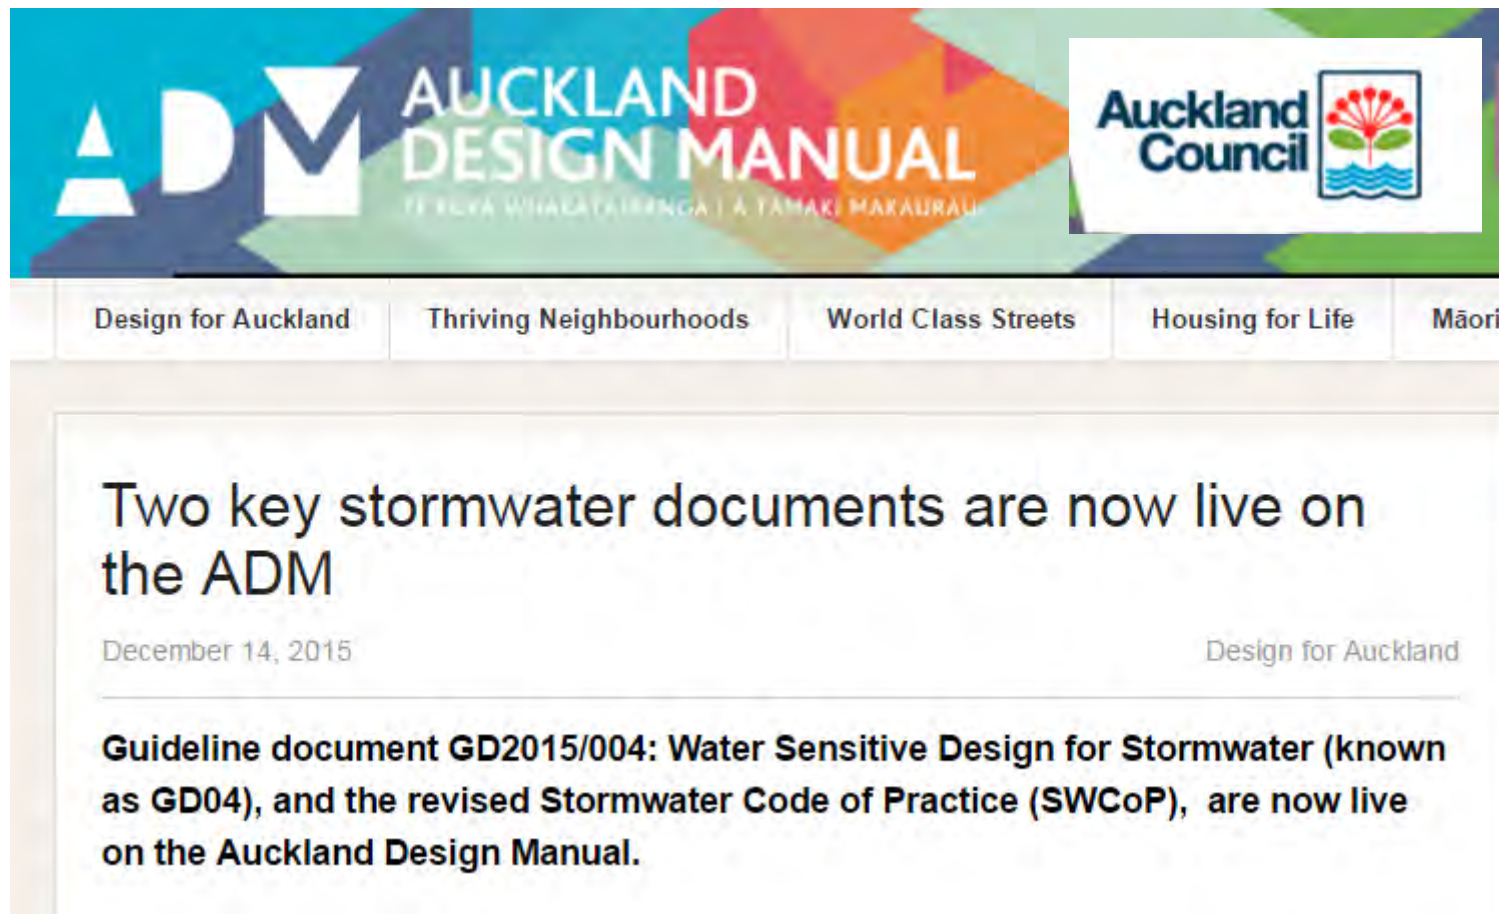 ADM
AUCKLAND
DESIGN MANUAL
Auckland
Council
Design for Auckland
Thriving Neighbourhoods
World Class Streets
Housing for Life
Māori
Two key stormwater documents are now live on
the ADM
December 14, 2015
Design for Auckland
Guideline document GD2015/004: Water Sensitive Design for Stormwater (known
as GD04), and the revised Stormwater Code of Practice (SWCoP),  are now live
on the Auckland Design Manual.